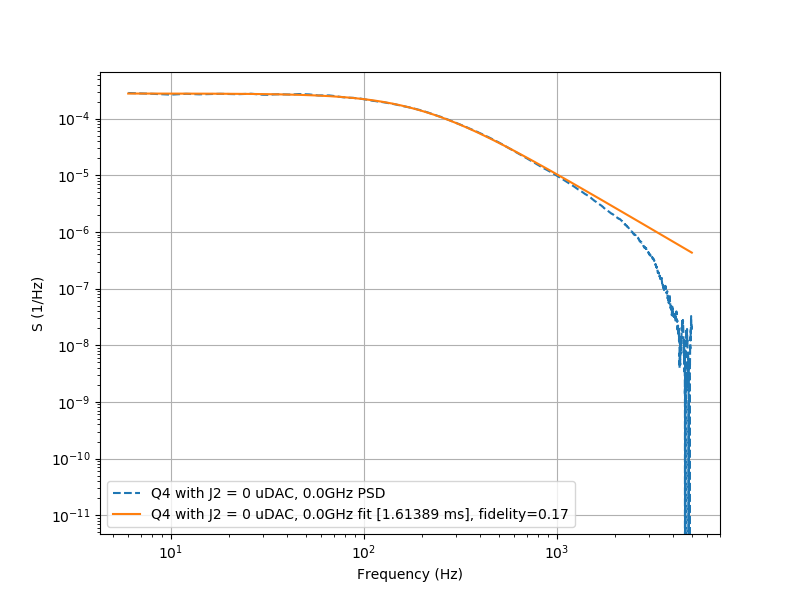 10⁻⁴
10⁻⁵
10⁻⁶
10⁻⁷
10⁻⁸
10⁻⁹
10⁻¹⁰
10⁻¹¹
S (1/Hz)
Q4 with J2 = 0 uDAC, 0.0GHz PSD
Q4 with J2 = 0 uDAC, 0.0GHz fit [1.61389 ms], fidelity=0.17
10¹ 10² 10³
Frequency (Hz)